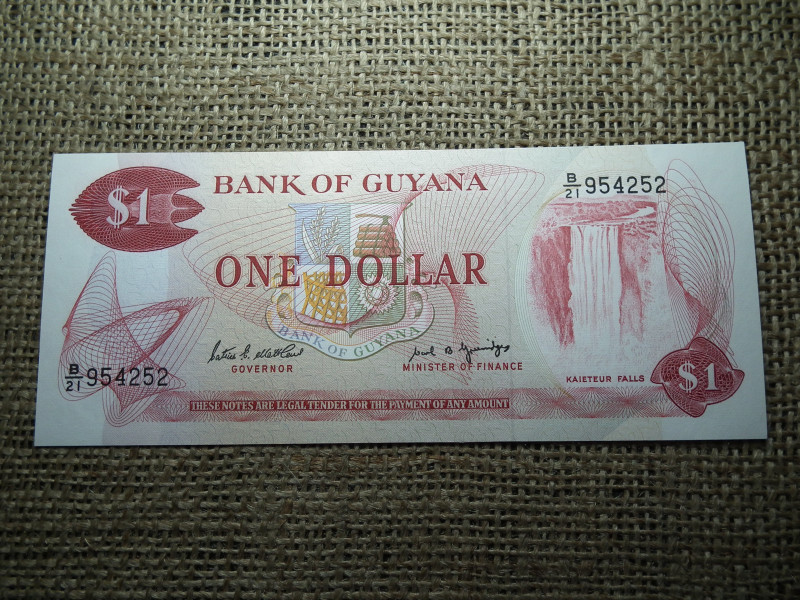 $1
BANK OF GUYANA
B/21 954252
ONE DOLLAR
BANK OF GUYANA
GOVERNOR
MINISTER OF FINANCE
KAIETEUR FALLS
B/21 954252
$1
THESE NOTES ARE LEGAL TENDER FOR THE PAYMENT OF ANY AMOUNT